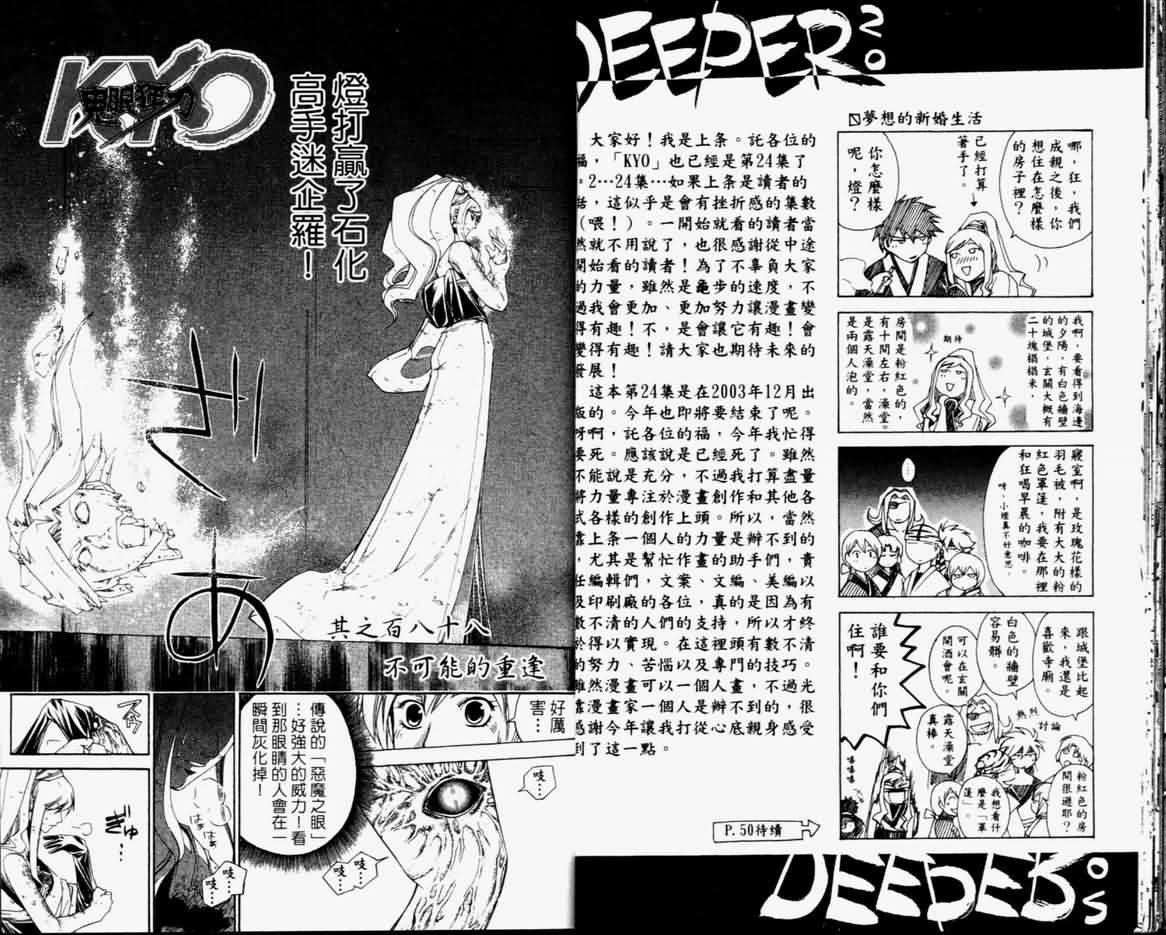 DEEPER
20
夢想的新婚生活
哪，狂，我們
成親之後，你
想住在怎麼樣
的房子裡？
已經打算
著手了。
你怎麼樣
呢，燈？
我啊，要看得到海邊
的夕陽，有白色牆壁
的城堡，玄關大概有
二十塊榻榻米，
期待
房間是粉紅色的，
有十間左右，澡堂
是露天澡堂，當然
是兩個人泡的。
寢室啊，是玫瑰花樣的
羽毛被，附有大大的粉
紅色罩蓬，我要在那裡
和狂喝早晨的咖啡。
呀，小燈真不好意思。
…
跟城堡比起
來，我還是
喜歡寺廟。
白色的牆壁
容易髒。
可以在玄關
開酒會呢。
露天澡堂
真棒。
熱烈
討論
粉紅色的房
間很遜耶？
我想看什
麼是「罩
蓬」。
誰要和你們
住啊！
嗚嗚嗚
大家好！我是上条。託各位的
福，「KYO」也已經是第24集了
。2…24集…如果上条是讀者的
話，這似乎是會有挫折感的集數
（喂！）。一開始就看的讀者當
然就不用說了，也很感謝從中途
開始看的讀者！為了不辜負大家
的力量，雖然是龜步的速度，不
過我會更加、更加努力讓漫畫變
得有趣！不，是會讓它有趣！會
變得有趣！請大家也期待未來的
發展！
這本第24集是在2003年12月出
版的。今年也即將要結束了呢。
呀啊，託各位的福，今年我忙得
要死。應該說是已經死了。雖然
不能說是充分，不過我打算盡量
將力量專注於漫畫創作和其他各
式各樣的創作上頭。所以，當然
靠上条一個人的力量是辦不到的
，尤其是幫忙作畫的助手們，責
任編輯們，文案、文編、美編以
及印刷廠的各位，真的是因為有
數不清的人們的支持，所以才終
於得以實現。在這裡頭有數不清
的努力、苦惱以及專門的技巧。
雖然漫畫可以一個人畫，不過光
靠漫畫家一個人是辦不到的，很
感謝今年讓我打從心底親身感受
到了這一點。
P.50待續
KYO
鬼眼狂刀
燈打贏了石化
高手迷企羅！
其之百八十八
不可能的重逢
好厲
害…
吱…
傳說的「惡魔之眼」
…好強大的威力！看
到那眼睛的人會在一
瞬間灰化掉！
吱…
吱…
はぁ
はぁ
吱…
吱…
ぎゅ